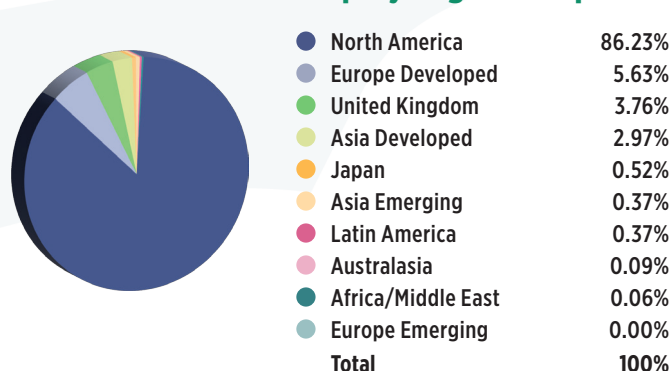 North America 86.23%
Europe Developed 5.63%
United Kingdom 3.76%
Asia Developed 2.97%
Japan 0.52%
Asia Emerging 0.37%
Latin America 0.37%
Australasia 0.09%
Africa/Middle East 0.06%
Europe Emerging 0.00%
Total 100%